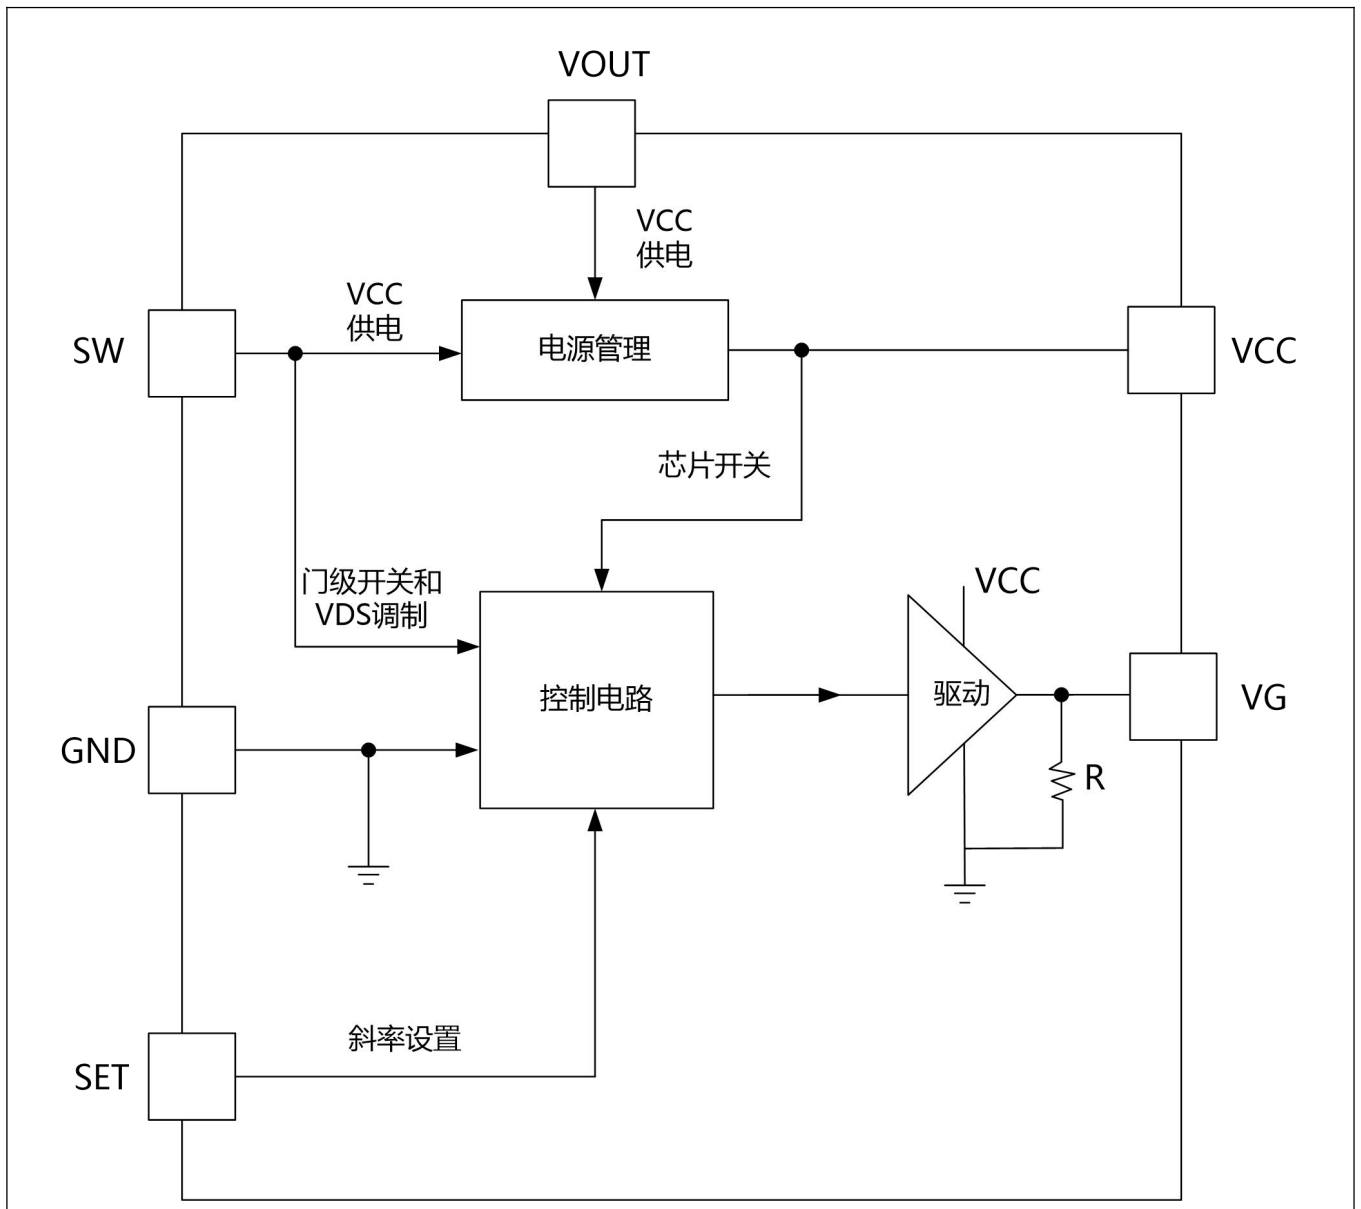 VOUT
VCC
供电
VCC
供电
SW
电源管理
VCC
芯片开关
门级开关和
VDS调制
VCC
控制电路
驱动
VG
GND
R
斜率设置
SET